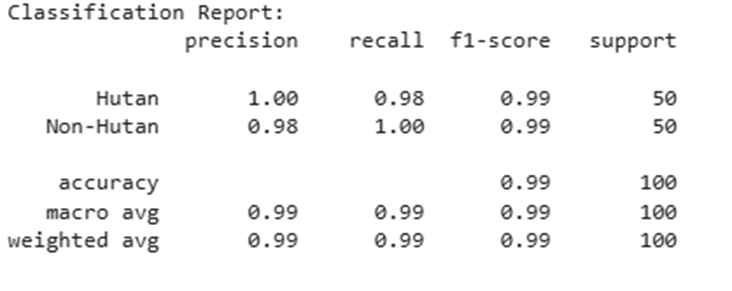 Classification Report:
precision recall f1-score support
Hutan 1.00 0.98 0.99 50
Non-Hutan 0.98 1.00 0.99 50
accuracy 0.99 100
macro avg 0.99 0.99 0.99 100
weighted avg 0.99 0.99 0.99 100